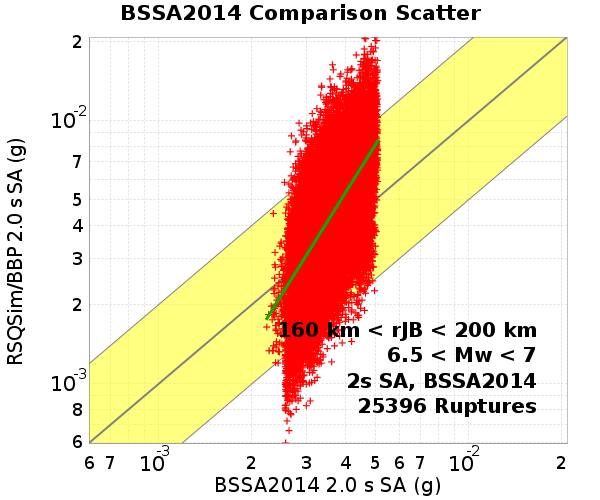 BSSA2014 Comparison Scatter
RSQSim/BBP 2.0 s SA (g)
2
10^-2
7
5
4
3
2
10^-3
8
6
160 km < rJB < 200 km
6.5 < Mw < 7
2s SA, BSSA2014
25396 Ruptures
6 7 10^-3 2 3 4 5 6 7 10^-2 2
BSSA2014 2.0 s SA (g)